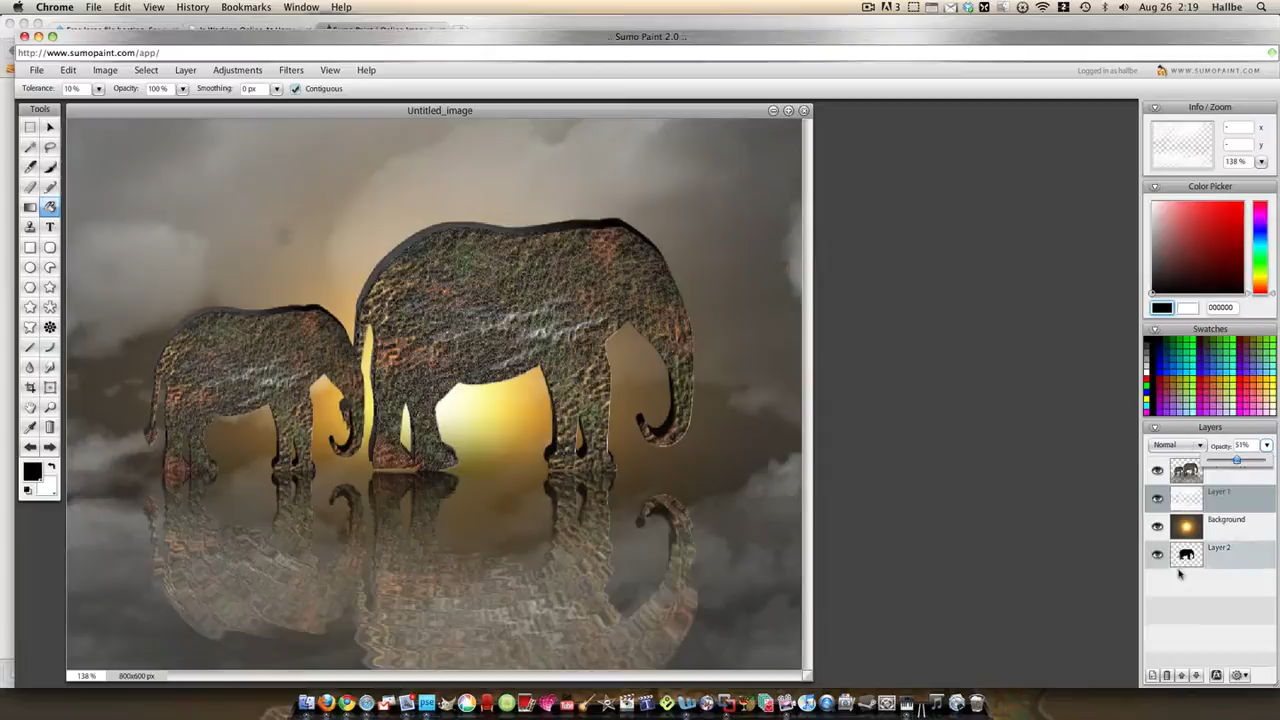 Chrome File Edit View History Bookmarks Window Help
3
2
Aug 26 2:19 Hallbe
.. Sumo Paint 2.0 ..
http://www.sumopaint.com/app/
File Edit Image Select Layer Adjustments Filters View Help
Logged in as hallbe
WWW.SUMOPAINT.COM
Tolerance: 10 % Opacity: 100 % Smoothing: 0 px Contiguous
Tools
Untitled_image
Info / Zoom
- x
- y
138 %
Color Picker
000000
Swatches
Layers
Normal Opacity: 51%
Layer 1
Background
Layer 2
138 % 800x600 px